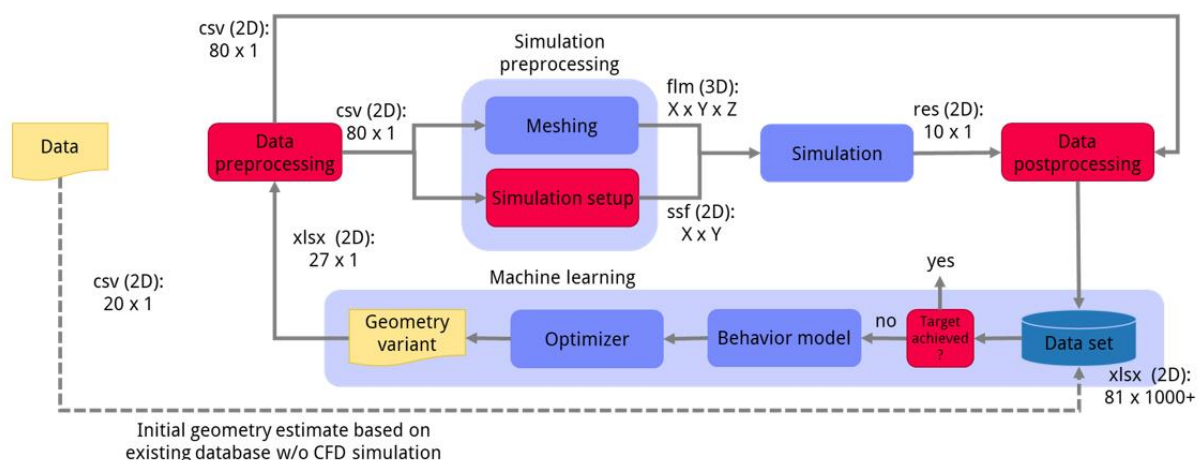 csv (2D):
80 x 1
Simulation
preprocessing
Data
Data
preprocessing
csv (2D):
80 x 1
Meshing
Simulation setup
flm (3D):
X x Y x Z
ssf (2D):
X x Y
Simulation
res (2D):
10 x 1
Data
postprocessing
xlsx (2D):
27 x 1
csv (2D):
20 x 1
Machine learning
yes
Geometry
variant
Optimizer
Behavior model
no
Target
achieved
?
Data set
xlsx (2D):
81 x 1000+
Initial geometry estimate based on
existing database w/o CFD simulation